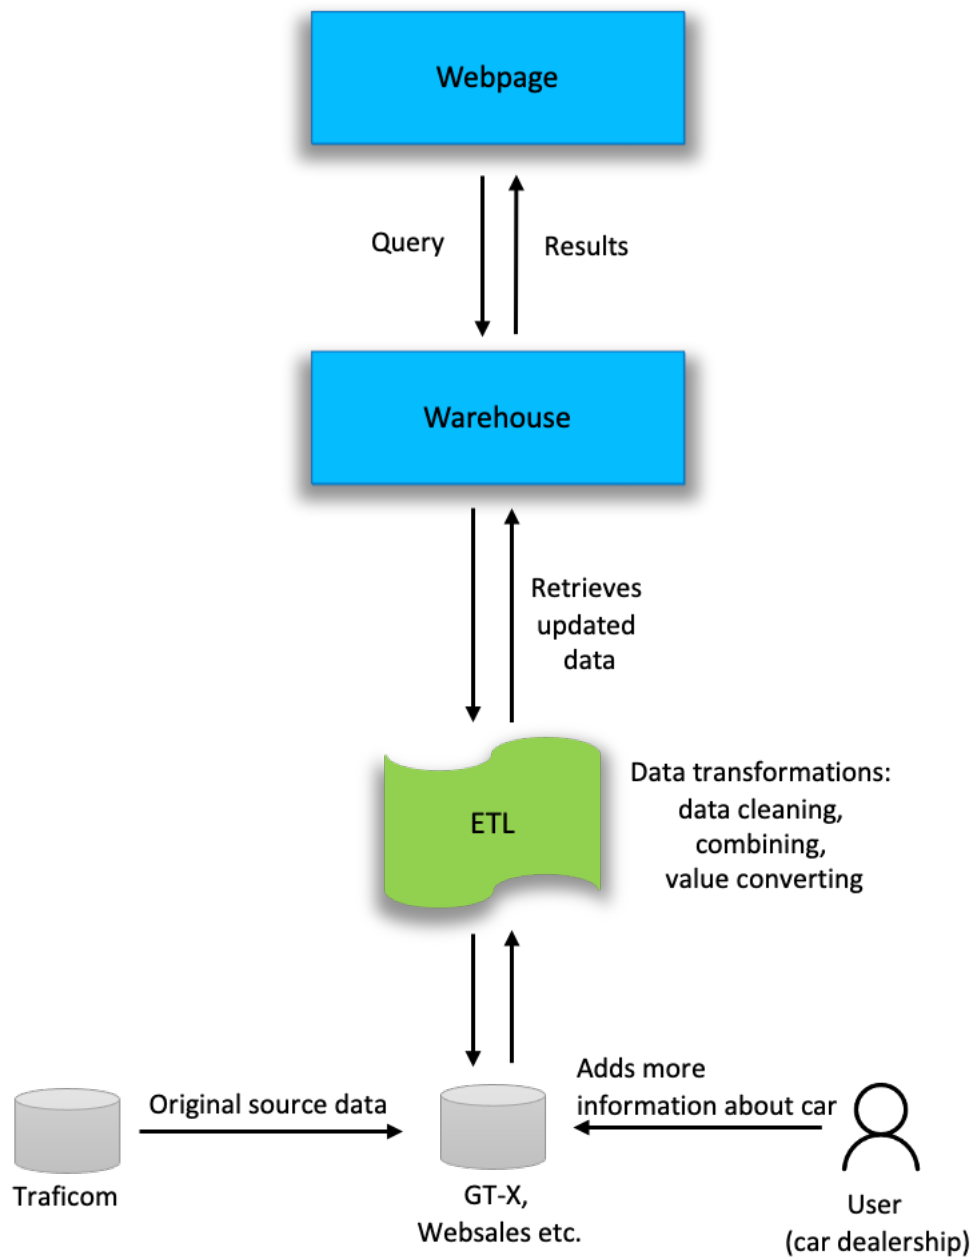 Webpage
Query
Results
Warehouse
Retrieves
updated
data
ETL
Data transformations:
data cleaning,
combining,
value converting
Original source data
Adds more
information about car
Traficom
GT-X,
Websales etc.
User
(car dealership)